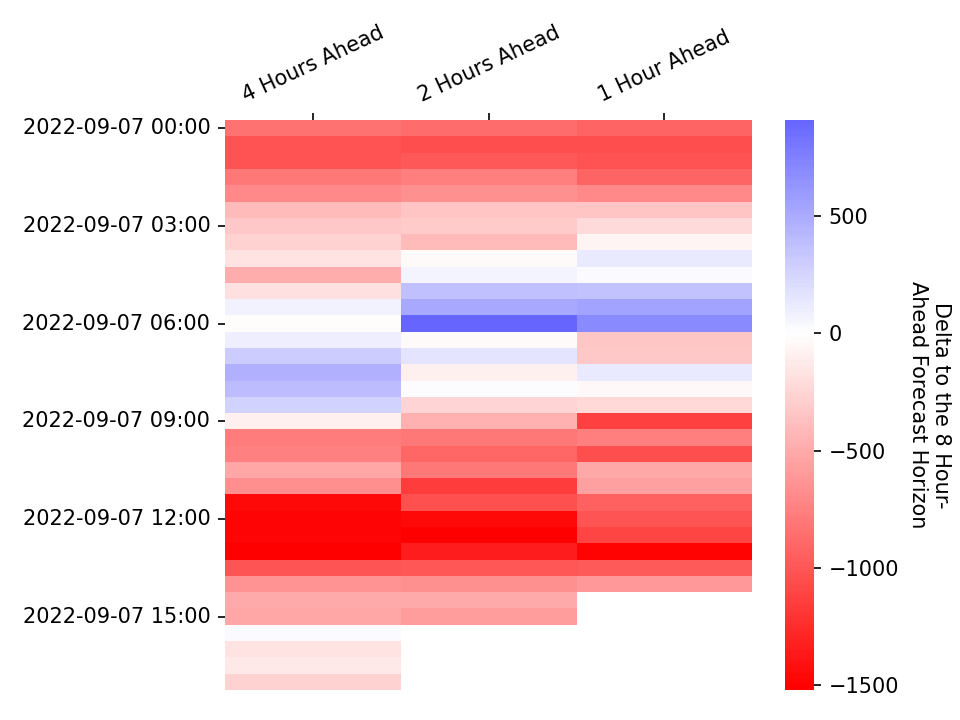 4 Hours Ahead
2 Hours Ahead
1 Hour Ahead
2022-09-07 00:00
2022-09-07 03:00
2022-09-07 06:00
2022-09-07 09:00
2022-09-07 12:00
2022-09-07 15:00
500
0
−500
−1000
−1500
Delta to the 8 Hour-
Ahead Forecast Horizon